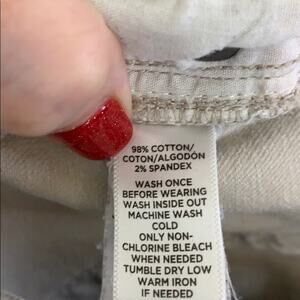 98% COTTON/
COTON/ALGODÓN
2% SPANDEX
WASH ONCE
BEFORE WEARING
WASH INSIDE OUT
MACHINE WASH
COLD
ONLY NON-
CHLORINE BLEACH
WHEN NEEDED
TUMBLE DRY LOW
WARM IRON
IF NEEDED